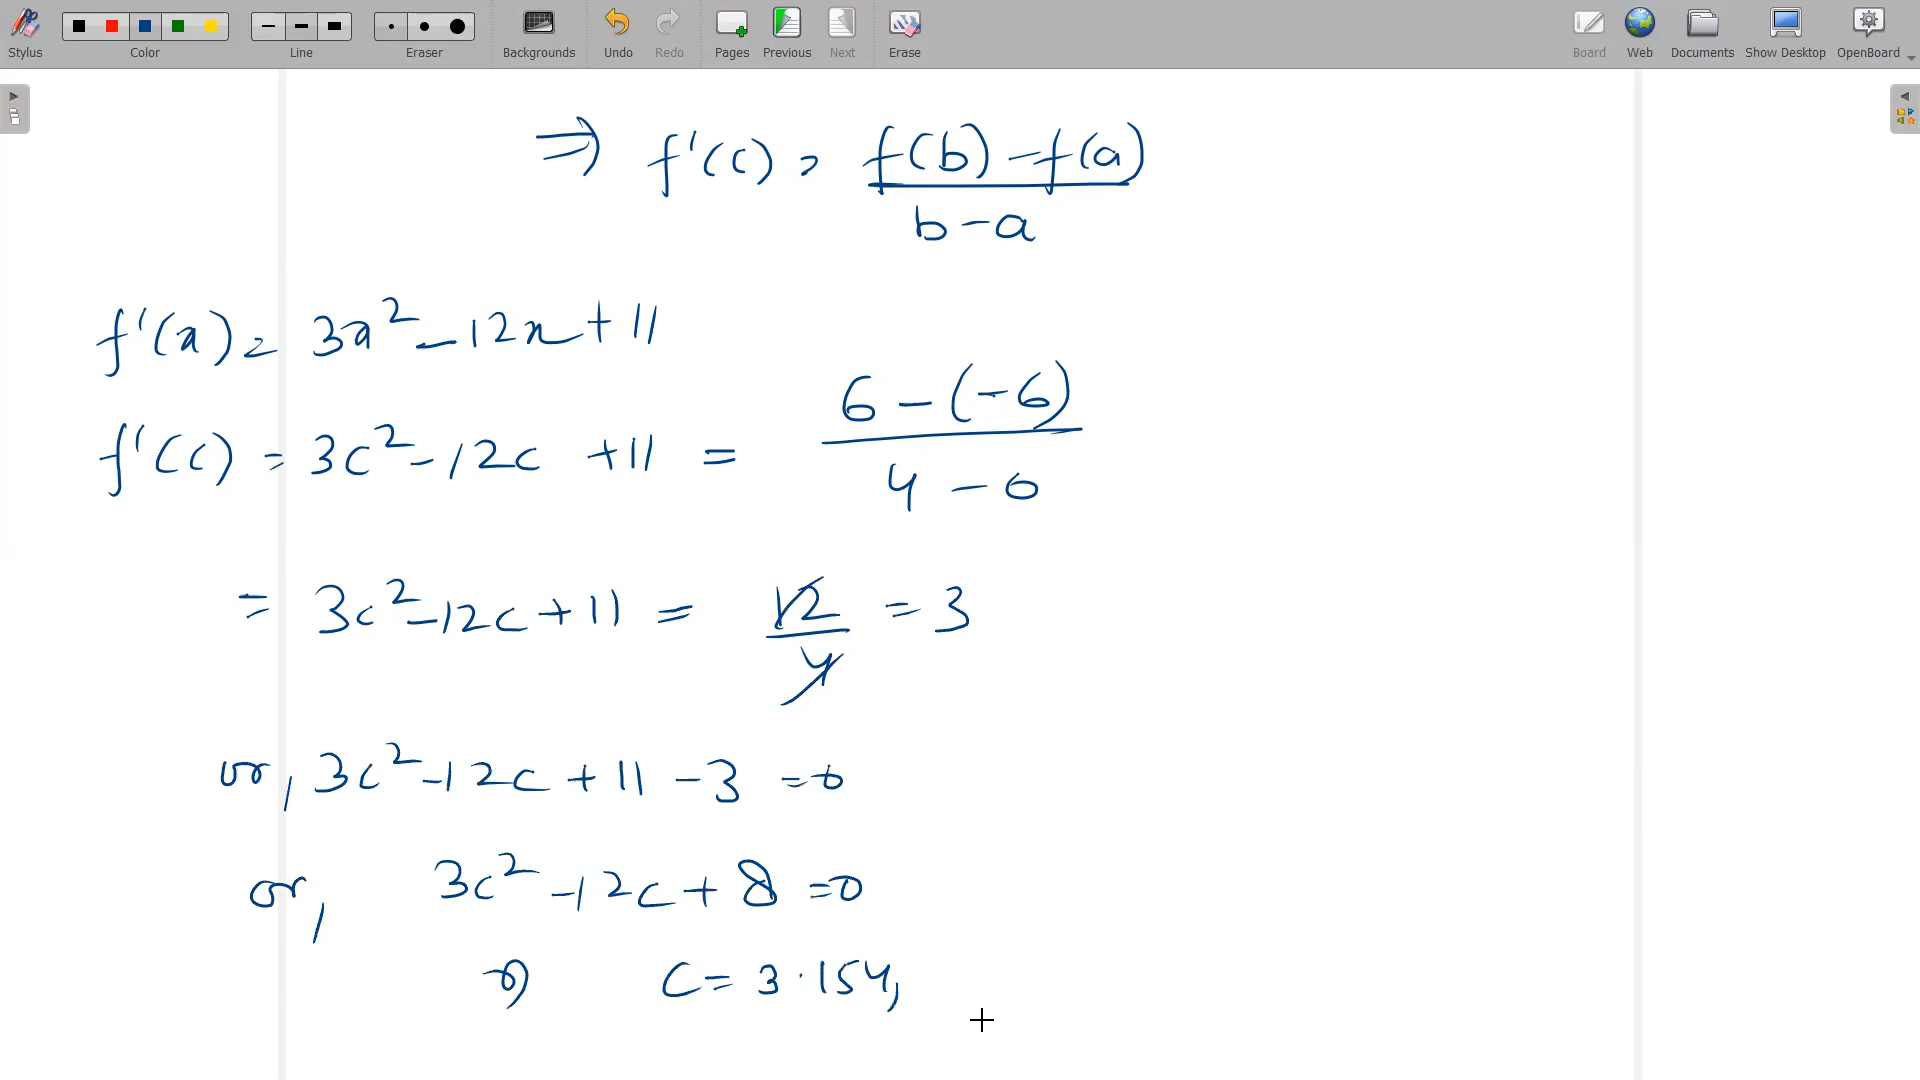 Stylus Color Line Eraser Backgrounds Undo Redo Pages Previous Next Erase Board Web Documents Show Desktop OpenBoard
⇒ f'(c) = f(b) - f(a) / b - a
f'(x) = 3x² - 12x + 11
f'(c) = 3c² - 12c + 11 = 6 - (-6) / 4 - 0
= 3c² - 12c + 11 = 12/4 = 3
or, 3c² - 12c + 11 - 3 = 0
or, 3c² - 12c + 8 = 0
⇒ c = 3.154,